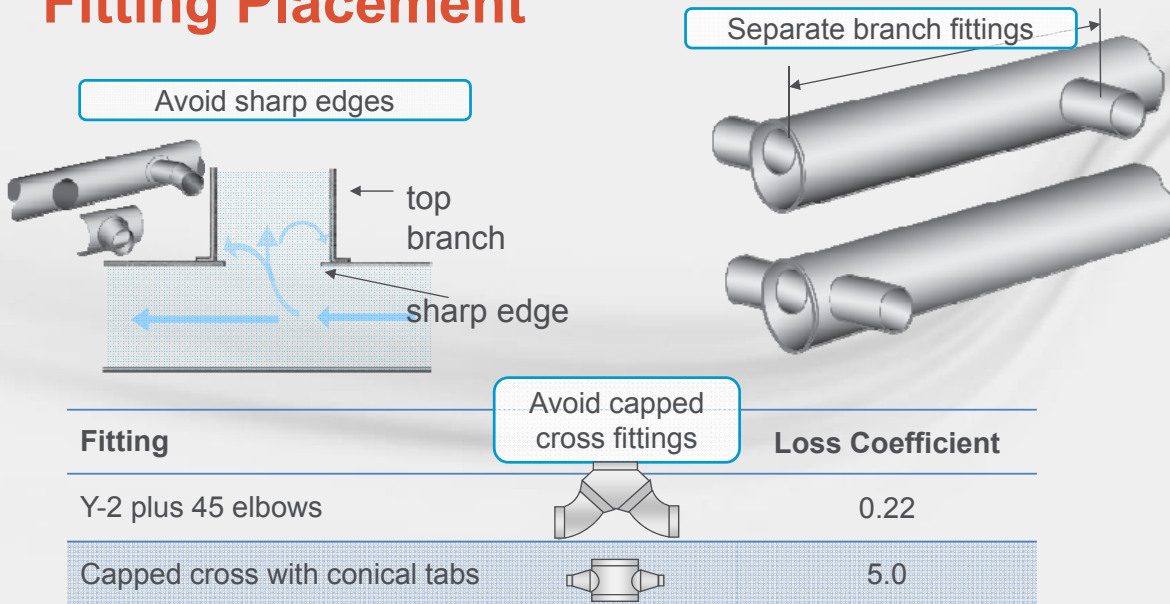 Fitting Placement
Separate branch fittings
Avoid sharp edges
top
branch
sharp edge
Avoid capped
cross fittings
Fitting
Loss Coefficient
Y-2 plus 45 elbows
0.22
Capped cross with conical tabs
5.0